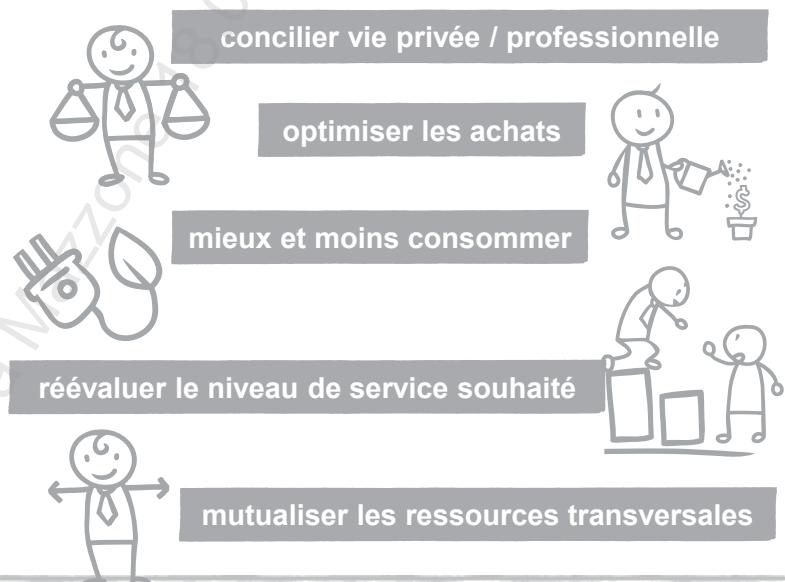 concilier vie privée / professionnelle
optimiser les achats
$
mieux et moins consommer
réévaluer le niveau de service souhaité
mutualiser les ressources transversales